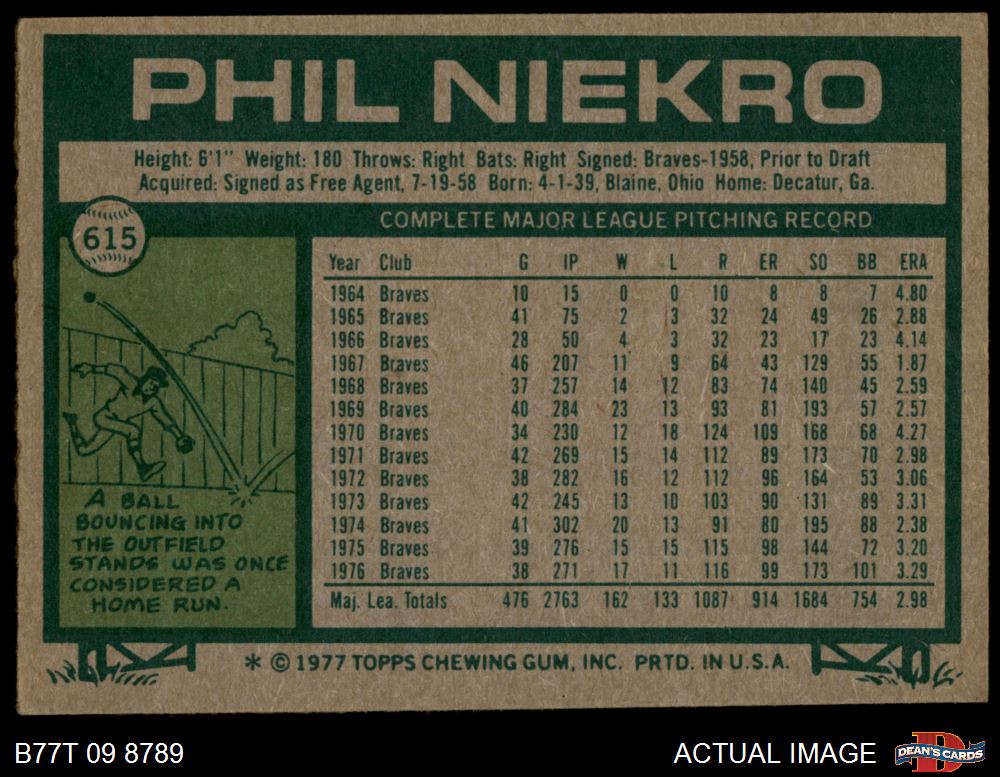 PHIL NIEKRO
Height: 6'1" Weight: 180 Throws: Right Bats: Right Signed: Braves-1958, Prior to Draft
Acquired: Signed as Free Agent, 7-19-58 Born: 4-1-39, Blaine, Ohio Home: Decatur, Ga.
615
COMPLETE MAJOR LEAGUE PITCHING RECORD
Year Club G IP W L R ER SO BB ERA
1964 Braves 10 15 0 0 10 8 8 7 4.80
1965 Braves 41 75 2 3 32 24 49 26 2.88
1966 Braves 28 50 4 3 32 23 17 23 4.14
1967 Braves 46 207 11 9 64 43 129 55 1.87
1968 Braves 37 257 14 12 83 74 140 45 2.59
1969 Braves 40 284 23 13 93 81 193 57 2.57
1970 Braves 34 230 12 18 124 109 168 68 4.27
1971 Braves 42 269 15 14 112 89 173 70 2.98
1972 Braves 38 282 16 12 112 96 164 53 3.06
1973 Braves 42 245 13 10 103 90 131 89 3.31
1974 Braves 41 302 20 13 91 80 195 88 2.38
1975 Braves 39 276 15 15 115 98 144 72 3.20
1976 Braves 38 271 17 11 116 99 173 101 3.29
Maj. Lea. Totals 476 2763 162 133 1087 914 1684 754 2.98
A BALL
BOUNCING INTO
THE OUTFIELD
STANDS WAS ONCE
CONSIDERED A
HOME RUN.
* © 1977 TOPPS CHEWING GUM, INC. PRTD. IN U.S.A.
B77T 09 8789
ACTUAL IMAGE
D
DEAN'S CARDS